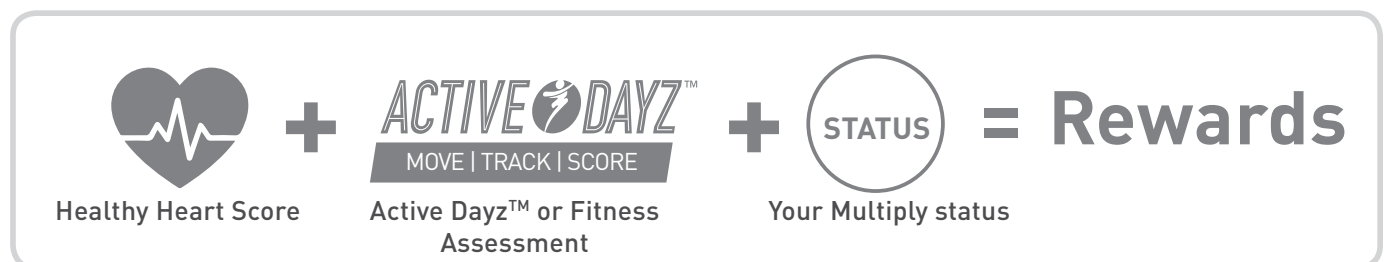 ACTIVE DAYZ™
MOVE | TRACK | SCORE
STATUS
= Rewards
Healthy Heart Score
Active Dayz™ or Fitness
Assessment
Your Multiply status